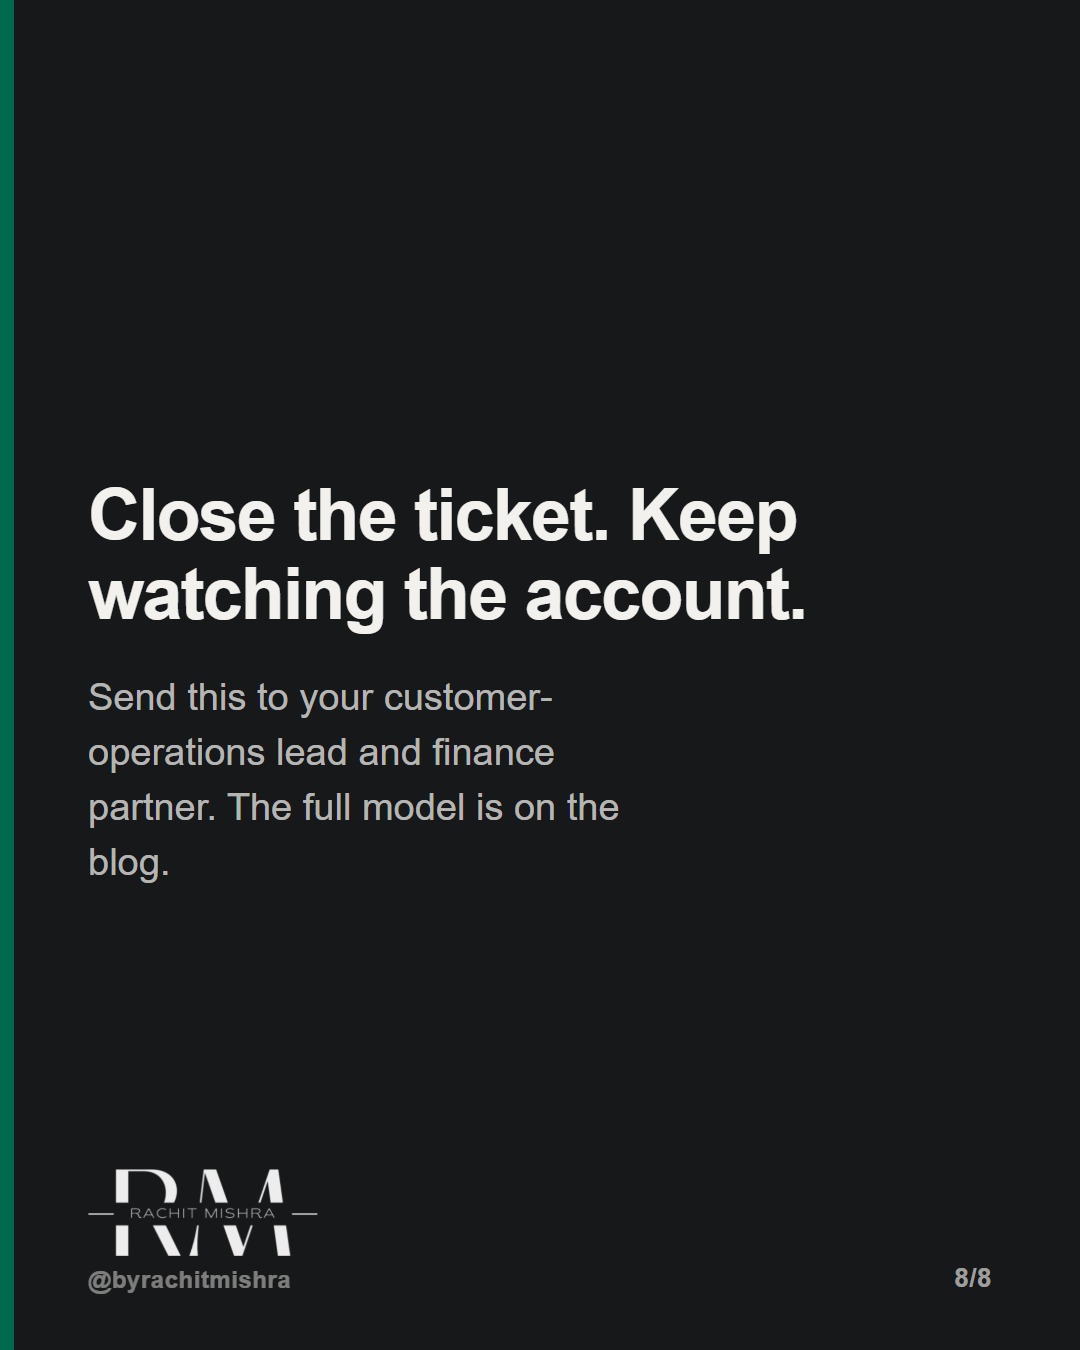 Close the ticket. Keep
watching the account.
Send this to your customer-
operations lead and finance
partner. The full model is on the
blog.
RM
RACHIT MISHRA
@byrachitmishra
8/8